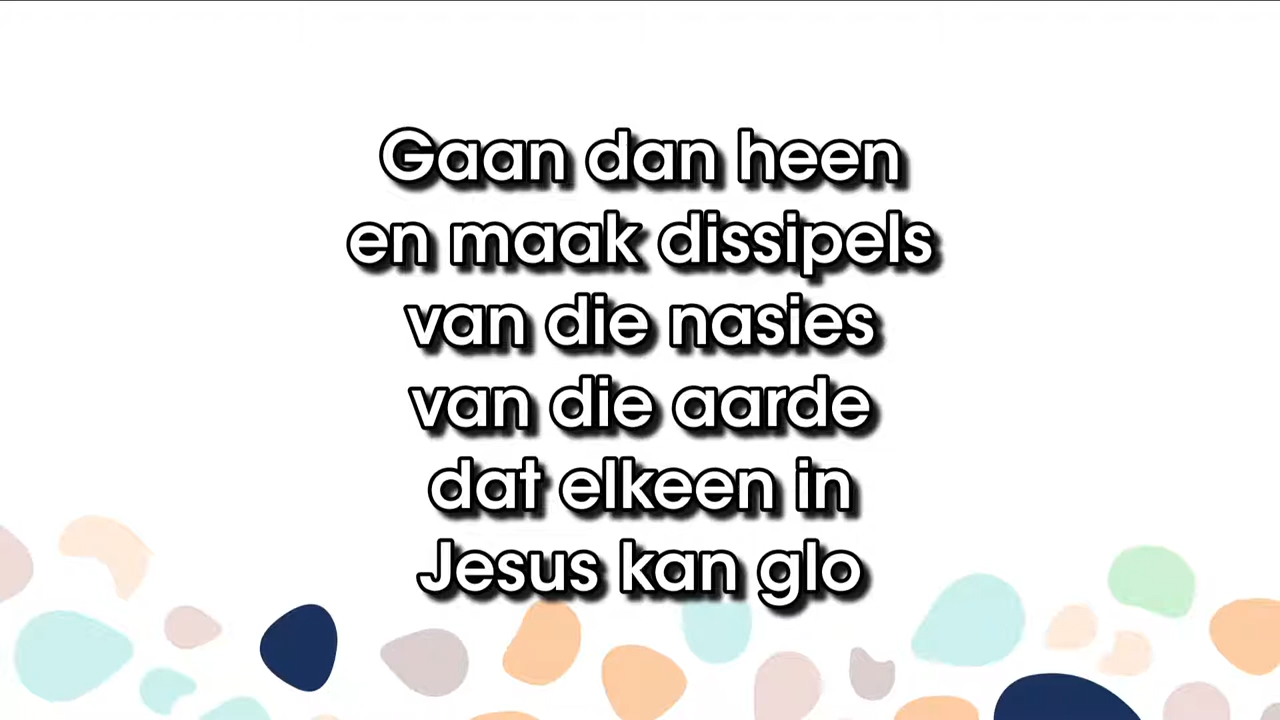 Gaan dan heen
en maak dissipels
van die nasies
van die aarde
dat elkeen in
Jesus kan glo